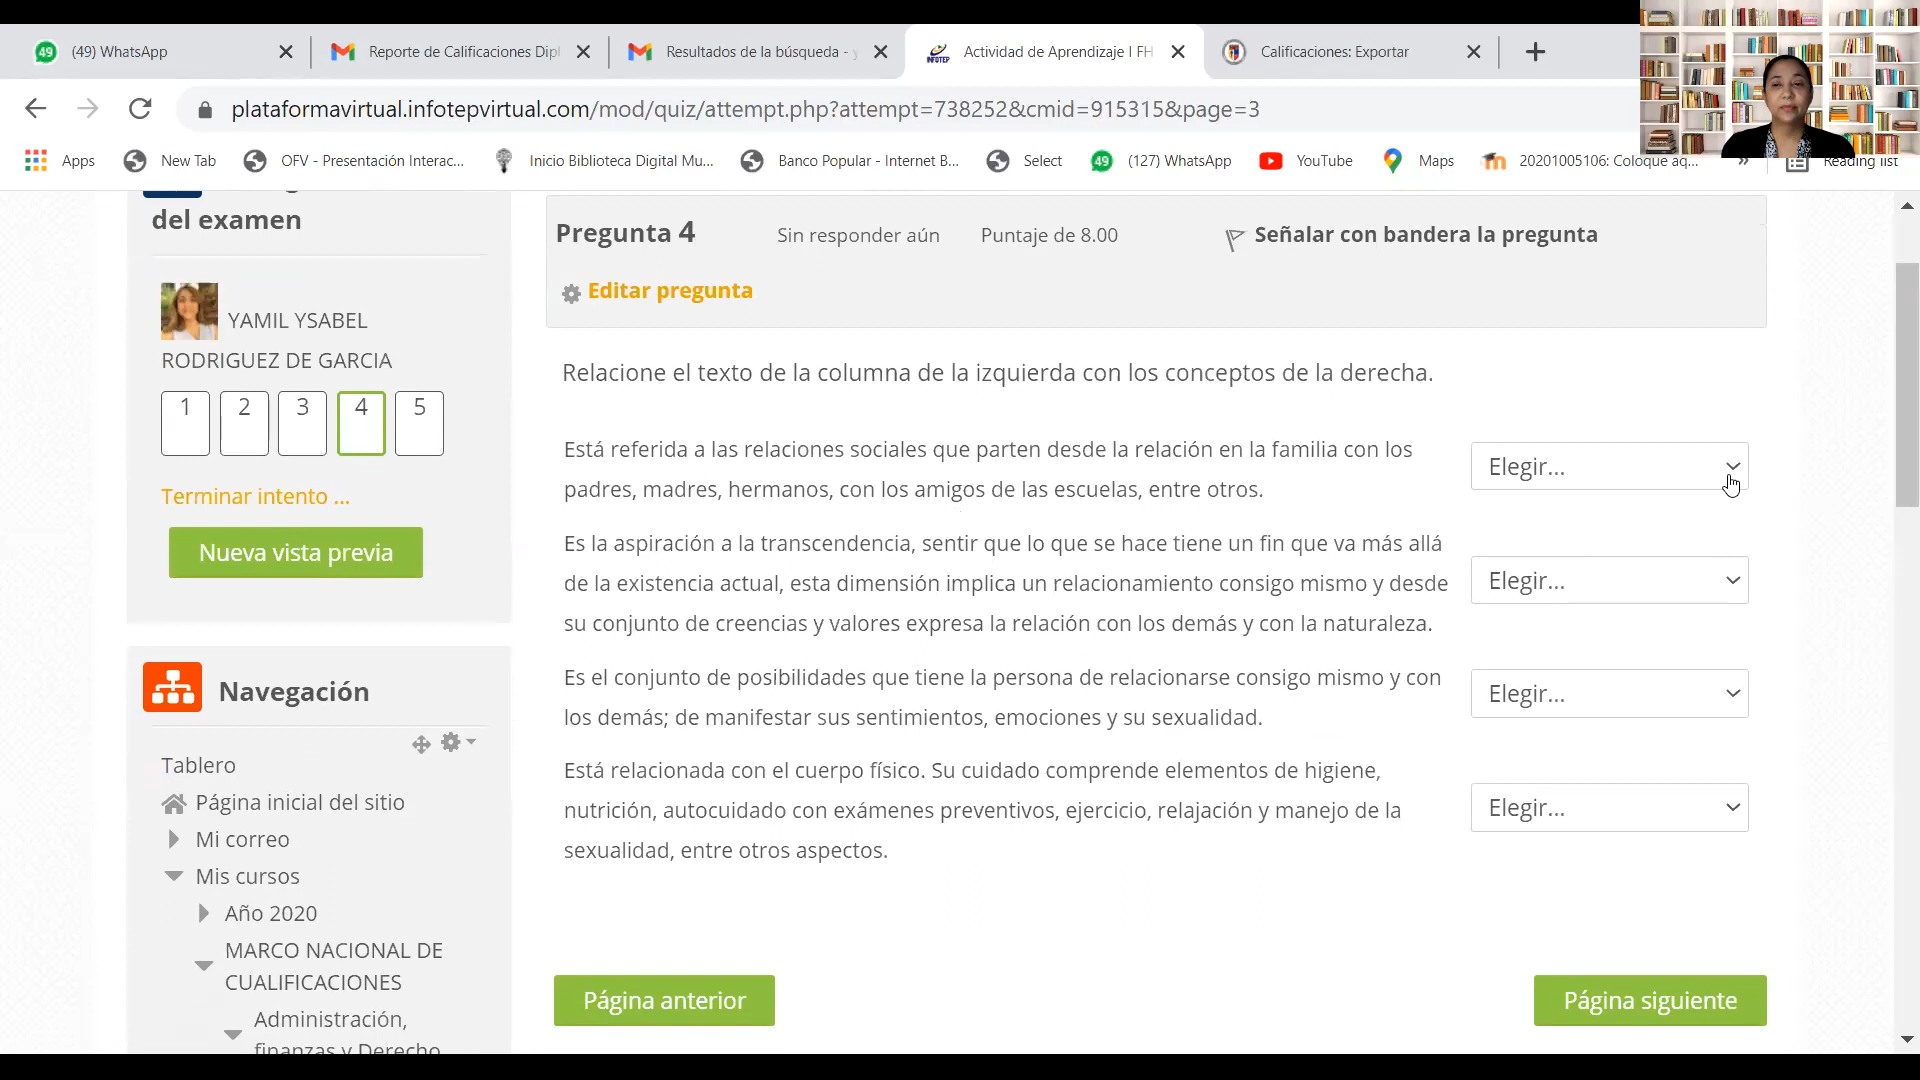 (49) WhatsApp
Reporte de Calificaciones Dipl
Resultados de la búsqueda - y
INFOTEP
Actividad de Aprendizaje I FH
Calificaciones: Exportar
plataformavirtual.infotepvirtual.com/mod/quiz/attempt.php?attempt=738252&cmid=915315&page=3
Apps
New Tab
OFV - Presentación Interac...
Inicio Biblioteca Digital Mu...
Banco Popular - Internet B...
Select
(127) WhatsApp
YouTube
Maps
20201005106: Coloque aq...
»
Reading list
del examen
YAMIL YSABEL
RODRIGUEZ DE GARCIA
1 2 3 4 5
Terminar intento ...
Nueva vista previa
Navegación
Tablero
Página inicial del sitio
Mi correo
Mis cursos
Año 2020
MARCO NACIONAL DE
CUALIFICACIONES
Administración,
finanzas y Derecho
Pregunta 4
Sin responder aún
Puntaje de 8.00
Señalar con bandera la pregunta
Editar pregunta
Relacione el texto de la columna de la izquierda con los conceptos de la derecha.
Está referida a las relaciones sociales que parten desde la relación en la familia con los
padres, madres, hermanos, con los amigos de las escuelas, entre otros.
Elegir...
Es la aspiración a la transcendencia, sentir que lo que se hace tiene un fin que va más allá
de la existencia actual, esta dimensión implica un relacionamiento consigo mismo y desde
su conjunto de creencias y valores expresa la relación con los demás y con la naturaleza.
Elegir...
Es el conjunto de posibilidades que tiene la persona de relacionarse consigo mismo y con
los demás; de manifestar sus sentimientos, emociones y su sexualidad.
Elegir...
Está relacionada con el cuerpo físico. Su cuidado comprende elementos de higiene,
nutrición, autocuidado con exámenes preventivos, ejercicio, relajación y manejo de la
sexualidad, entre otros aspectos.
Elegir...
Página anterior
Página siguiente